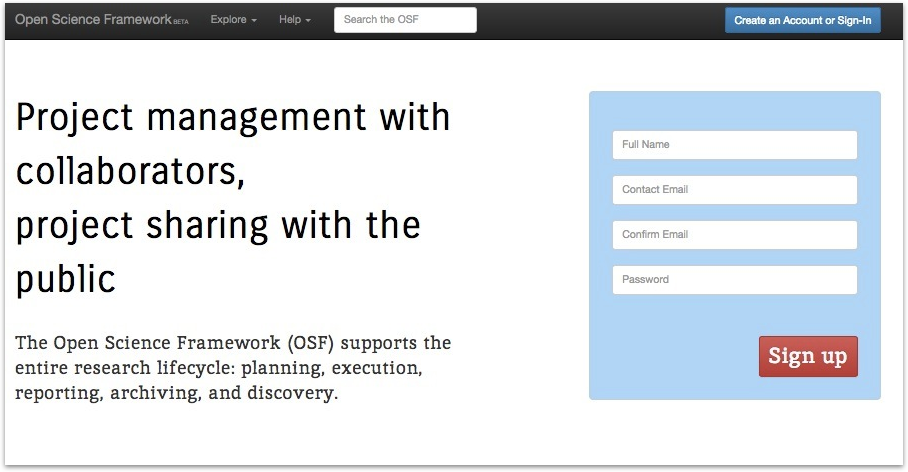 Open Science Framework BETA Explore Help Search the OSF Create an Account or Sign-In
Project management with
collaborators,
project sharing with the
public
The Open Science Framework (OSF) supports the
entire research lifecycle: planning, execution,
reporting, archiving, and discovery.
Full Name
Contact Email
Confirm Email
Password
Sign up